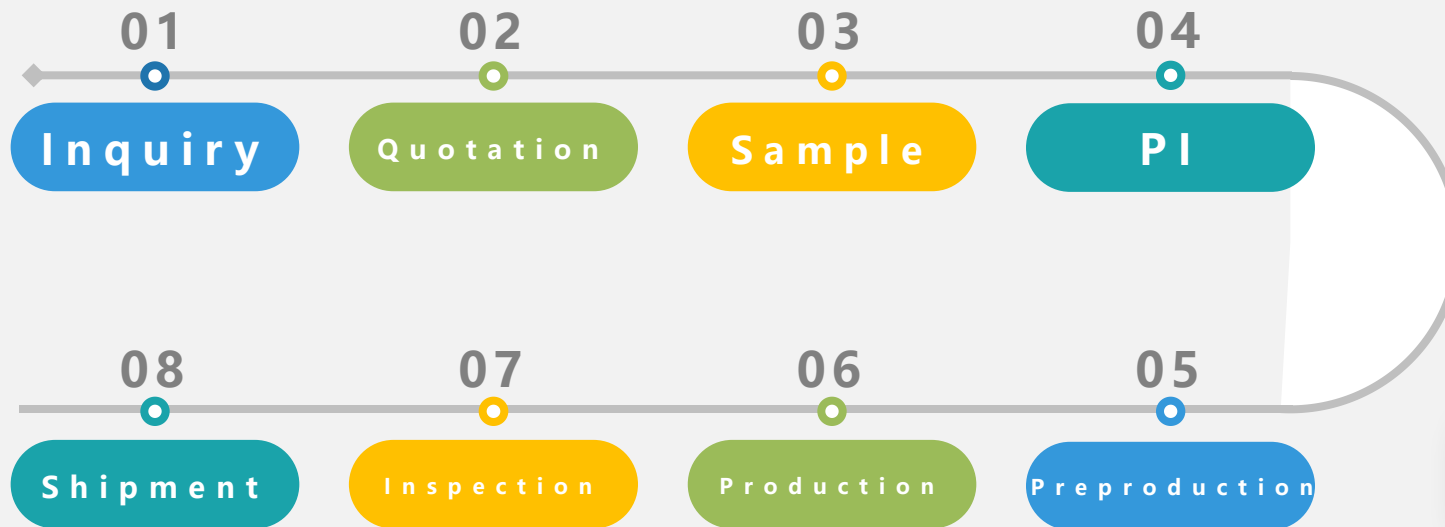 01
02
03
04
Inquiry
Quotation
Sample
PI
08
07
06
05
Shipment
Inspection
Production
Preproduction